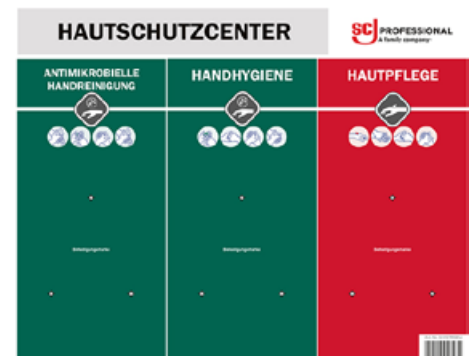 HAUTSCHUTZCENTER
SCJ PROFESSIONAL
A family company
ANTIMIKROBIELLE
HANDREINIGUNG
HANDHYGIENE
HAUTPFLEGE